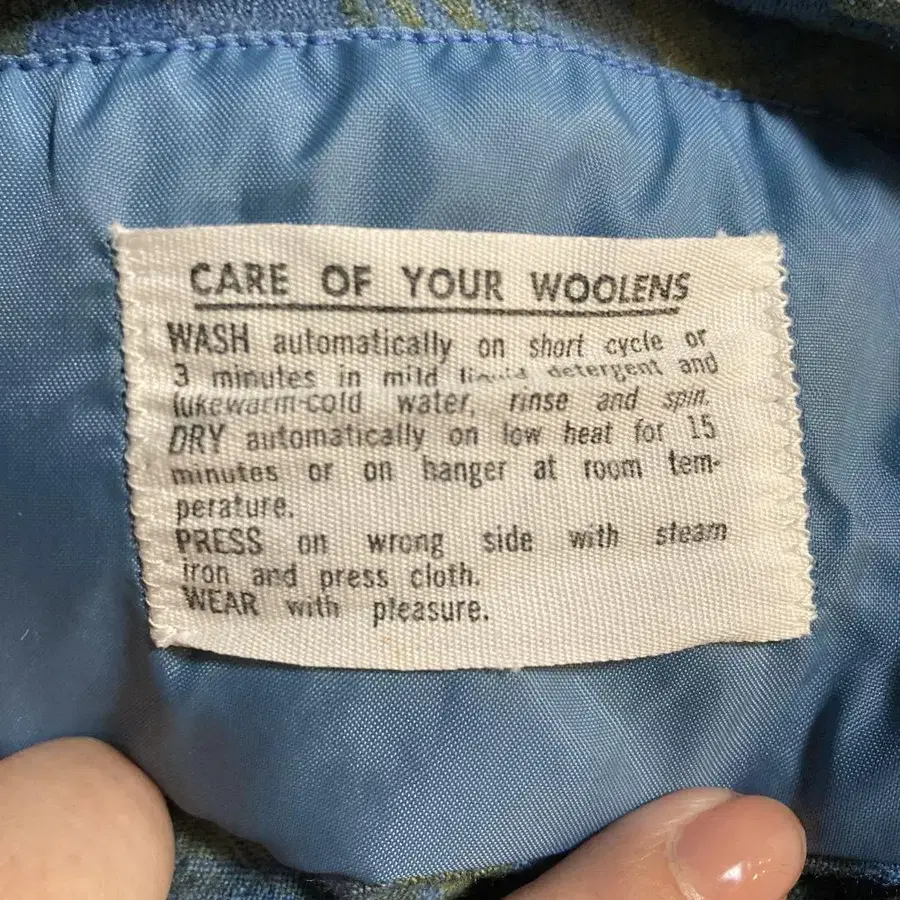 CARE OF YOUR WOOLENS
WASH automatically on short cycle or
3 minutes in mild liquid detergent and
lukewarm-cold water, rinse and spin.
DRY automatically on low heat for 15
minutes or on hanger at room tem-
perature.
PRESS on wrong side with steam
iron and press cloth.
WEAR with pleasure.